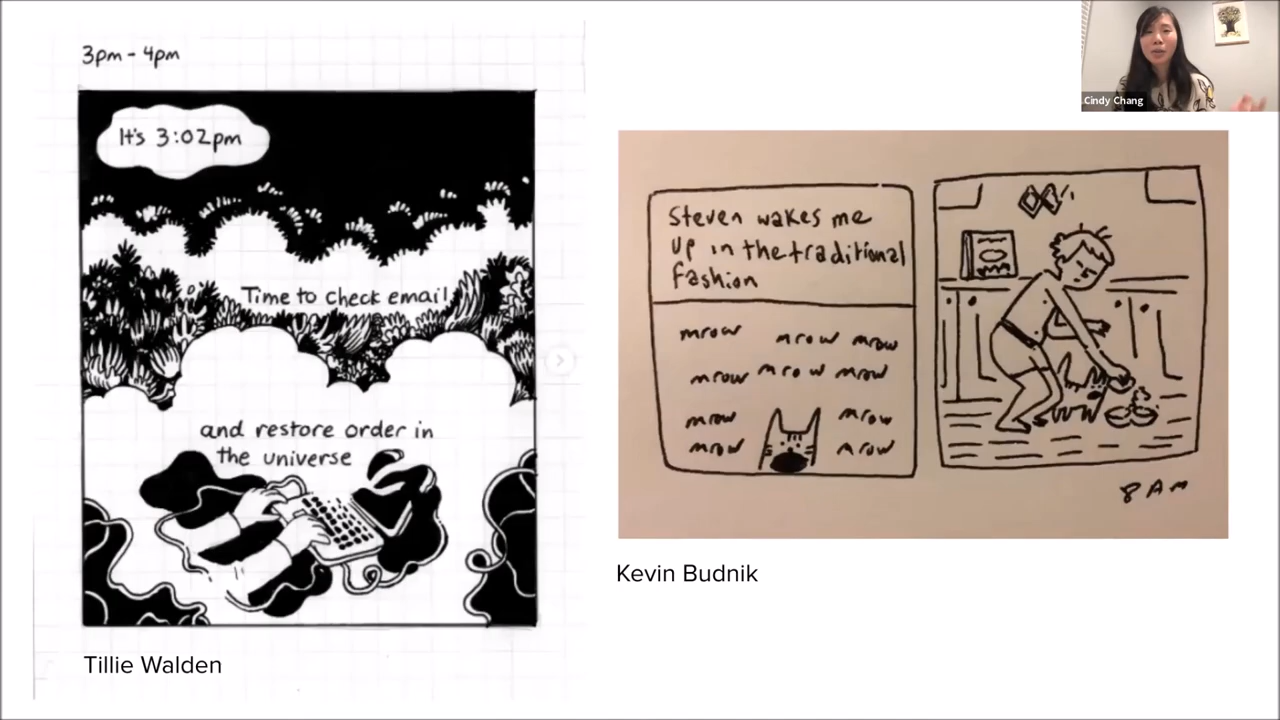 3pm - 4pm
It's 3:02pm
Time to check email
and restore order in
the universe
Tillie Walden
Cindy Chang
Steven wakes me
up in the traditional
fashion
mrow mrow mrow
mrow mrow mrow
mrow mrow
mrow mrow
8 AM
Kevin Budnik